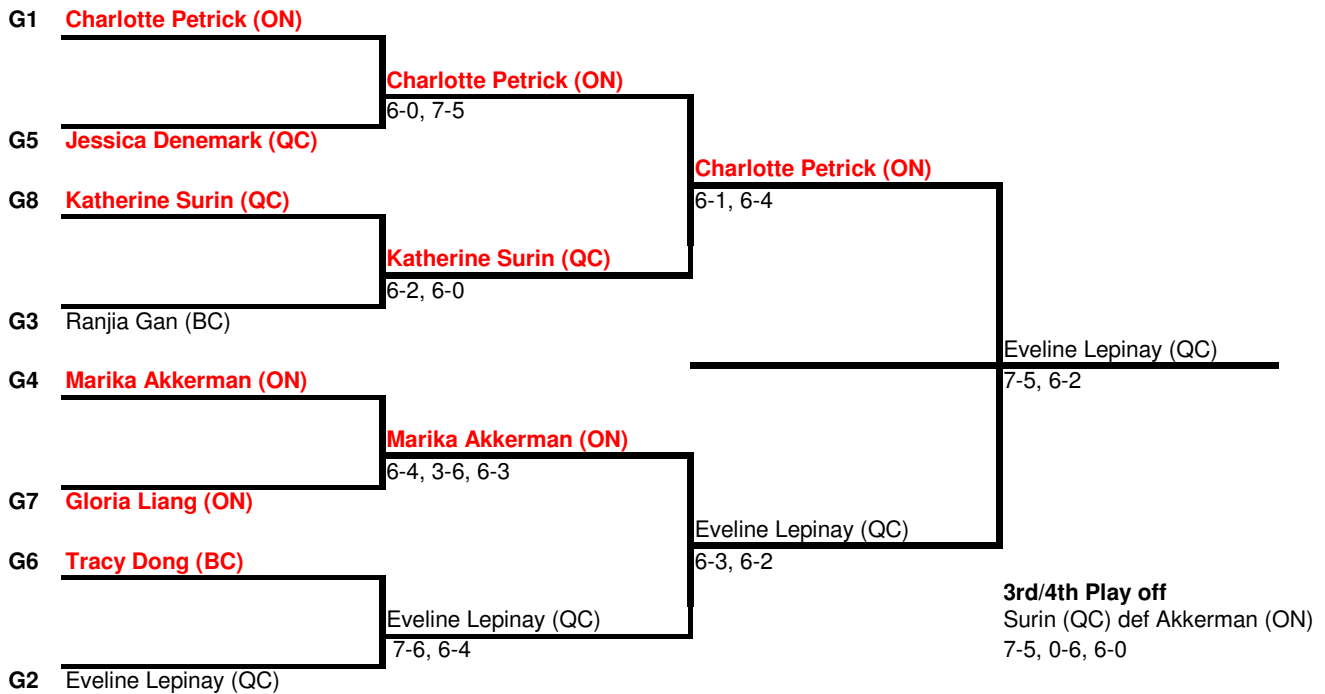 G1 Charlotte Petrick (ON)
Charlotte Petrick (ON)
6-0, 7-5
G5 Jessica Denemark (QC)
Charlotte Petrick (ON)
G8 Katherine Surin (QC)
6-1, 6-4
Katherine Surin (QC)
6-2, 6-0
G3 Ranjia Gan (BC)
Eveline Lepinay (QC)
G4 Marika Akkerman (ON)
7-5, 6-2
Marika Akkerman (ON)
6-4, 3-6, 6-3
G7 Gloria Liang (ON)
Eveline Lepinay (QC)
G6 Tracy Dong (BC)
6-3, 6-2
3rd/4th Play off
Eveline Lepinay (QC)
Surin (QC) def Akkerman (ON)
7-6, 6-4
7-5, 0-6, 6-0
G2 Eveline Lepinay (QC)